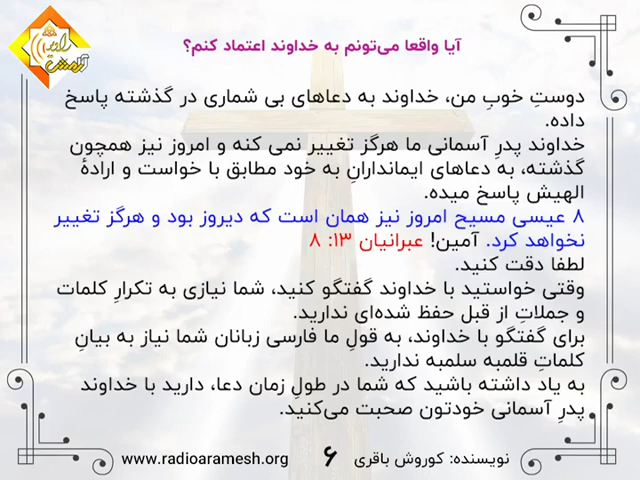 آیا واقعا می‌تونم به خداوند اعتماد کنم؟
دوستِ خوبِ من، خداوند به دعاهای بی شماری در گذشته پاسخ
داده.
خداوند پدرِ آسمانی ما هرگز تغییر نمی کنه و امروز نیز همچون
گذشته، به دعاهای ایماندارانِ به خود مطابق با خواست و ارادهٔ
الهیش پاسخ میده.
۸ عیسی مسیح امروز نیز همان است که دیروز بود و هرگز تغییر
نخواهد کرد. آمین! عبرانیان ۱۳: ۸
لطفا دقت کنید.
وقتی خواستید با خداوند گفتگو کنید، شما نیازی به تکرارِ کلمات
و جملاتِ از قبل حفظ شده‌ای ندارید.
برای گفتگو با خداوند، به قولِ ما فارسی زبانان شما نیاز به بیانِ
کلماتِ قلمبه سلمبه ندارید.
به یاد داشته باشید که شما در طولِ زمان دعا، دارید با خداوند
پدرِ آسمانی خودتون صحبت می‌کنید.
نویسنده: کوروش باقری ۶ www.radioaramesh.org